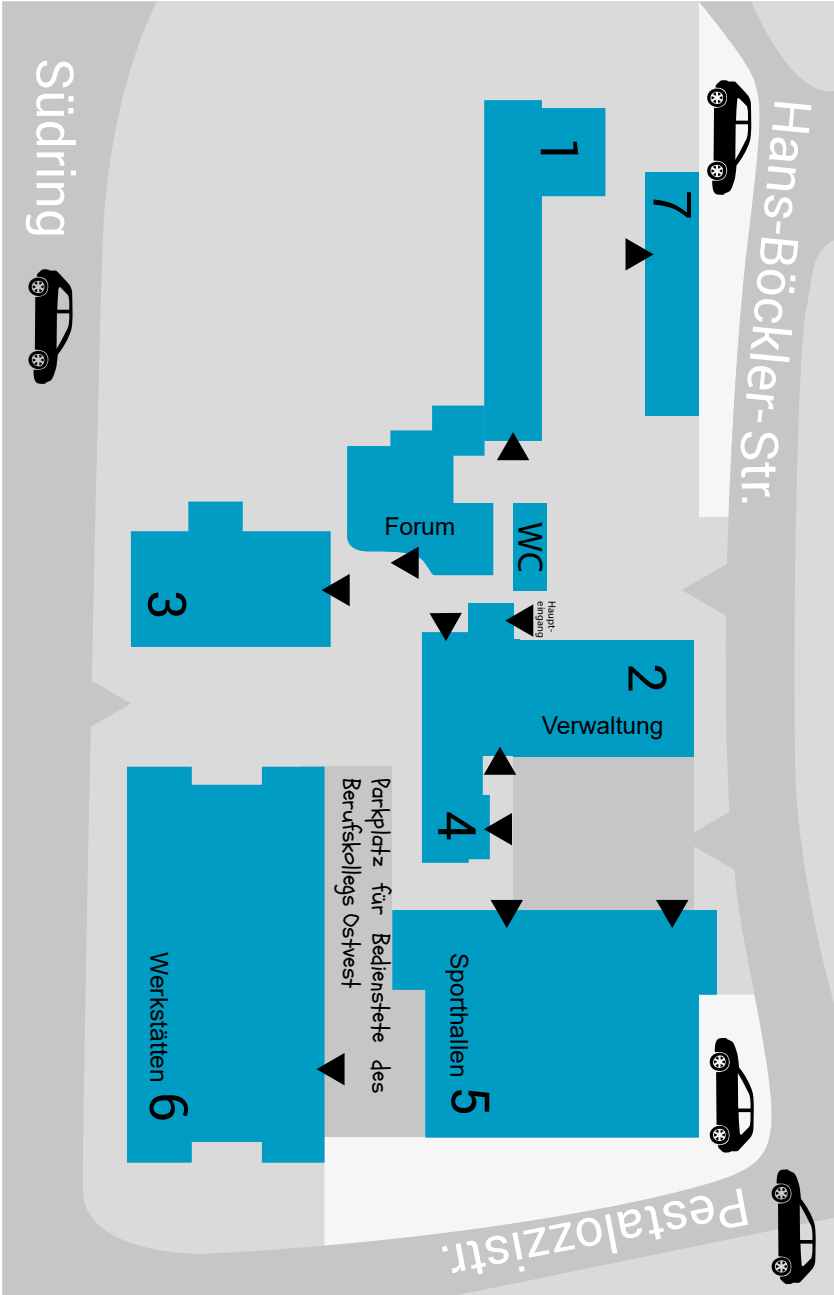 Südring
Hans-Böckler-Str.
1
7
Forum
WC
3
Haupt-
eingang
2
Verwaltung
4
Parkplatz für Bedienstete des
Berufskollegs Ostvest
Sporthallen 5
Werkstätten 6
Pestalozzistr.